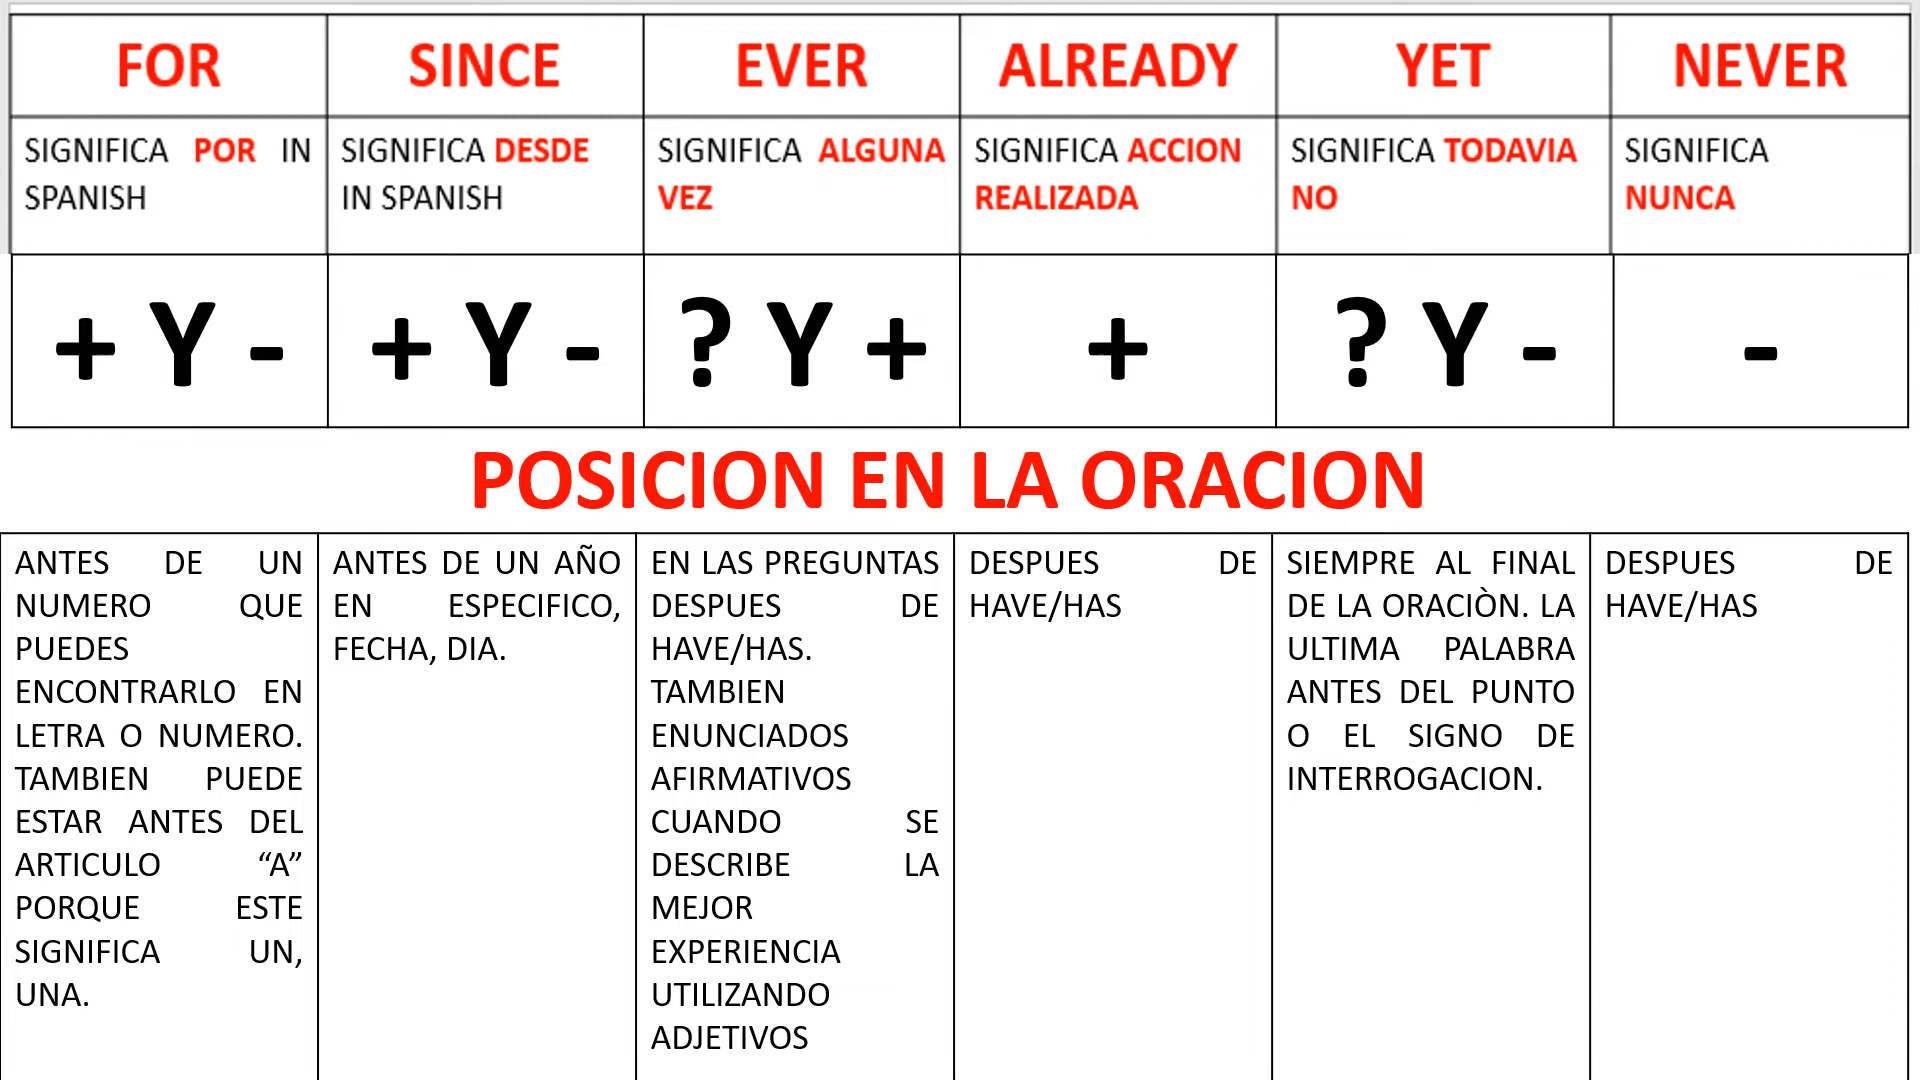 FOR
SINCE
EVER
ALREADY
YET
NEVER
SIGNIFICA POR IN
SPANISH
SIGNIFICA DESDE
IN SPANISH
SIGNIFICA ALGUNA
VEZ
SIGNIFICA ACCION
REALIZADA
SIGNIFICA TODAVIA
NO
SIGNIFICA
NUNCA
+ Y -
+ Y -
? Y +
+
? Y -
-
POSICION EN LA ORACION
ANTES DE UN
NUMERO QUE
PUEDES
ENCONTRARLO EN
LETRA O NUMERO.
TAMBIEN PUEDE
ESTAR ANTES DEL
ARTICULO “A”
PORQUE ESTE
SIGNIFICA UN,
UNA.
ANTES DE UN AÑO
EN ESPECIFICO,
FECHA, DIA.
EN LAS PREGUNTAS
DESPUES DE
HAVE/HAS.
TAMBIEN
ENUNCIADOS
AFIRMATIVOS
CUANDO SE
DESCRIBE LA
MEJOR
EXPERIENCIA
UTILIZANDO
ADJETIVOS
DESPUES DE
HAVE/HAS
SIEMPRE AL FINAL
DE LA ORACIÒN. LA
ULTIMA PALABRA
ANTES DEL PUNTO
O EL SIGNO DE
INTERROGACION.
DESPUES DE
HAVE/HAS